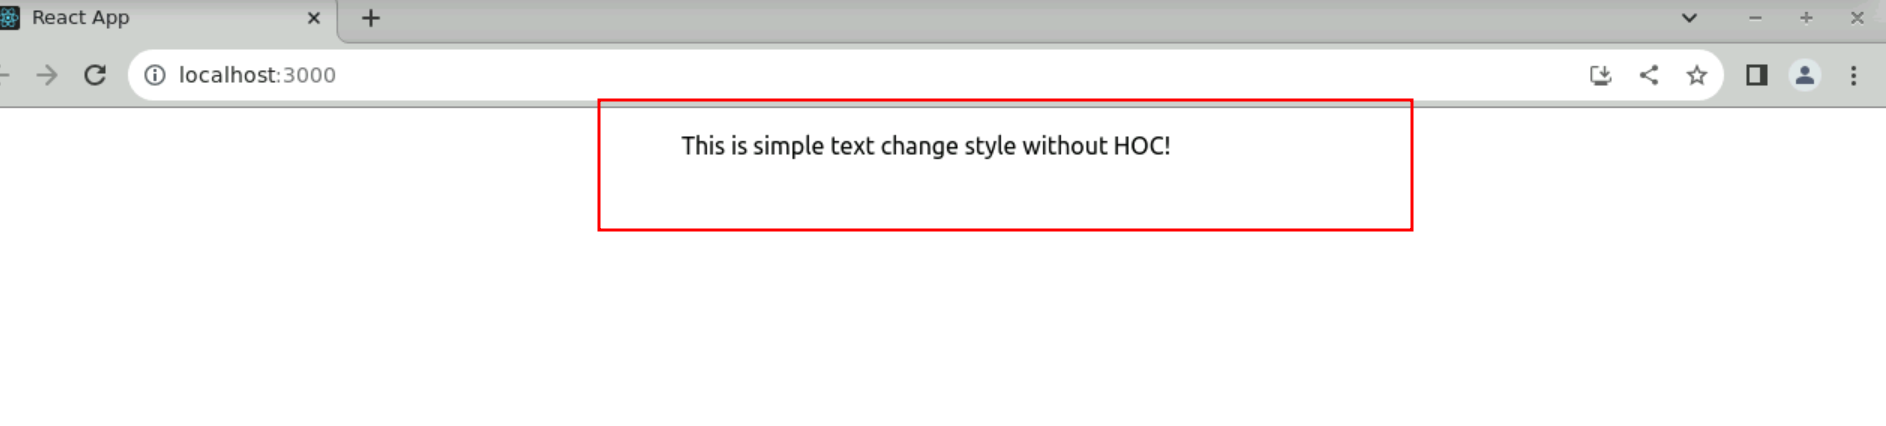 React App
localhost:3000
This is simple text change style without HOC!